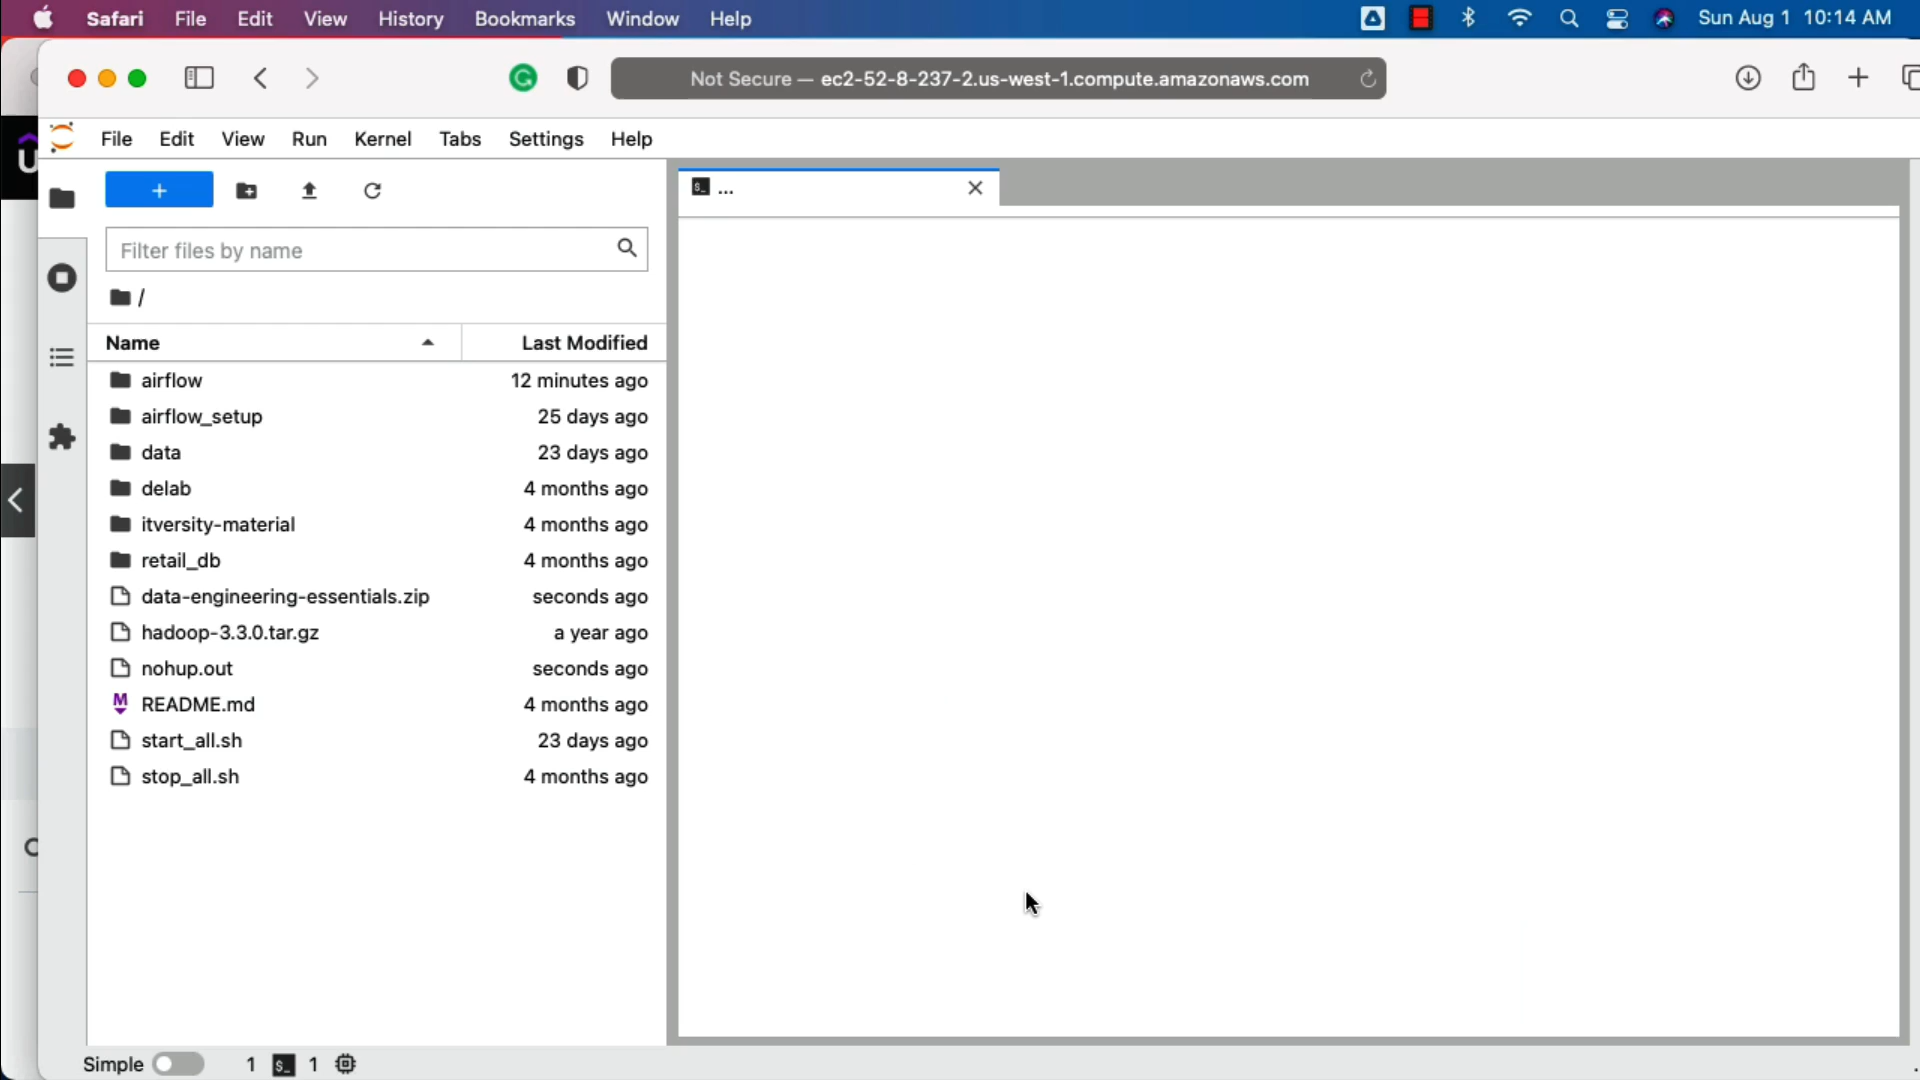 Safari File Edit View History Bookmarks Window Help Sun Aug 1 10:14 AM
Not Secure — ec2-52-8-237-2.us-west-1.compute.amazonaws.com
File Edit View Run Kernel Tabs Settings Help
+
$_ ...
Filter files by name
/
Name Last Modified
airflow 12 minutes ago
airflow_setup 25 days ago
data 23 days ago
delab 4 months ago
itversity-material 4 months ago
retail_db 4 months ago
data-engineering-essentials.zip seconds ago
hadoop-3.3.0.tar.gz a year ago
nohup.out seconds ago
README.md 4 months ago
start_all.sh 23 days ago
stop_all.sh 4 months ago
Simple 1 $_ 1